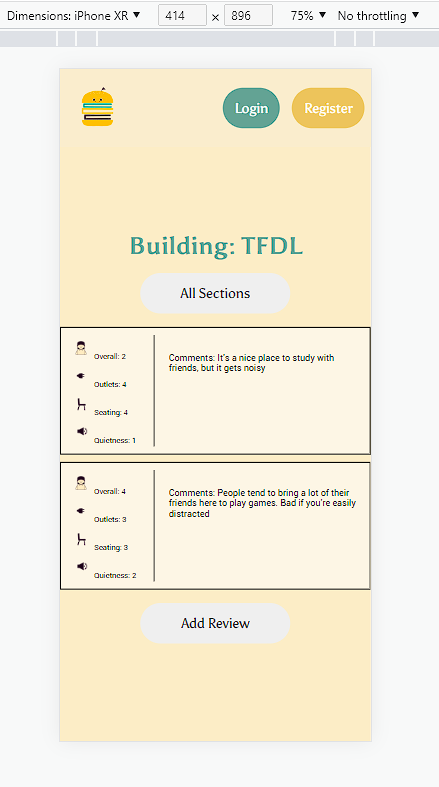 Dimensions: iPhone XR ▼ 414 × 896 75% ▼ No throttling ▼
Login Register
Building: TFDL
All Sections
Overall: 2
Outlets: 4
Seating: 4
Quietness: 1
Comments: It's a nice place to study with
friends, but it gets noisy
Overall: 4
Outlets: 3
Seating: 3
Quietness: 2
Comments: People tend to bring a lot of their
friends here to play games. Bad if you're easily
distracted
Add Review